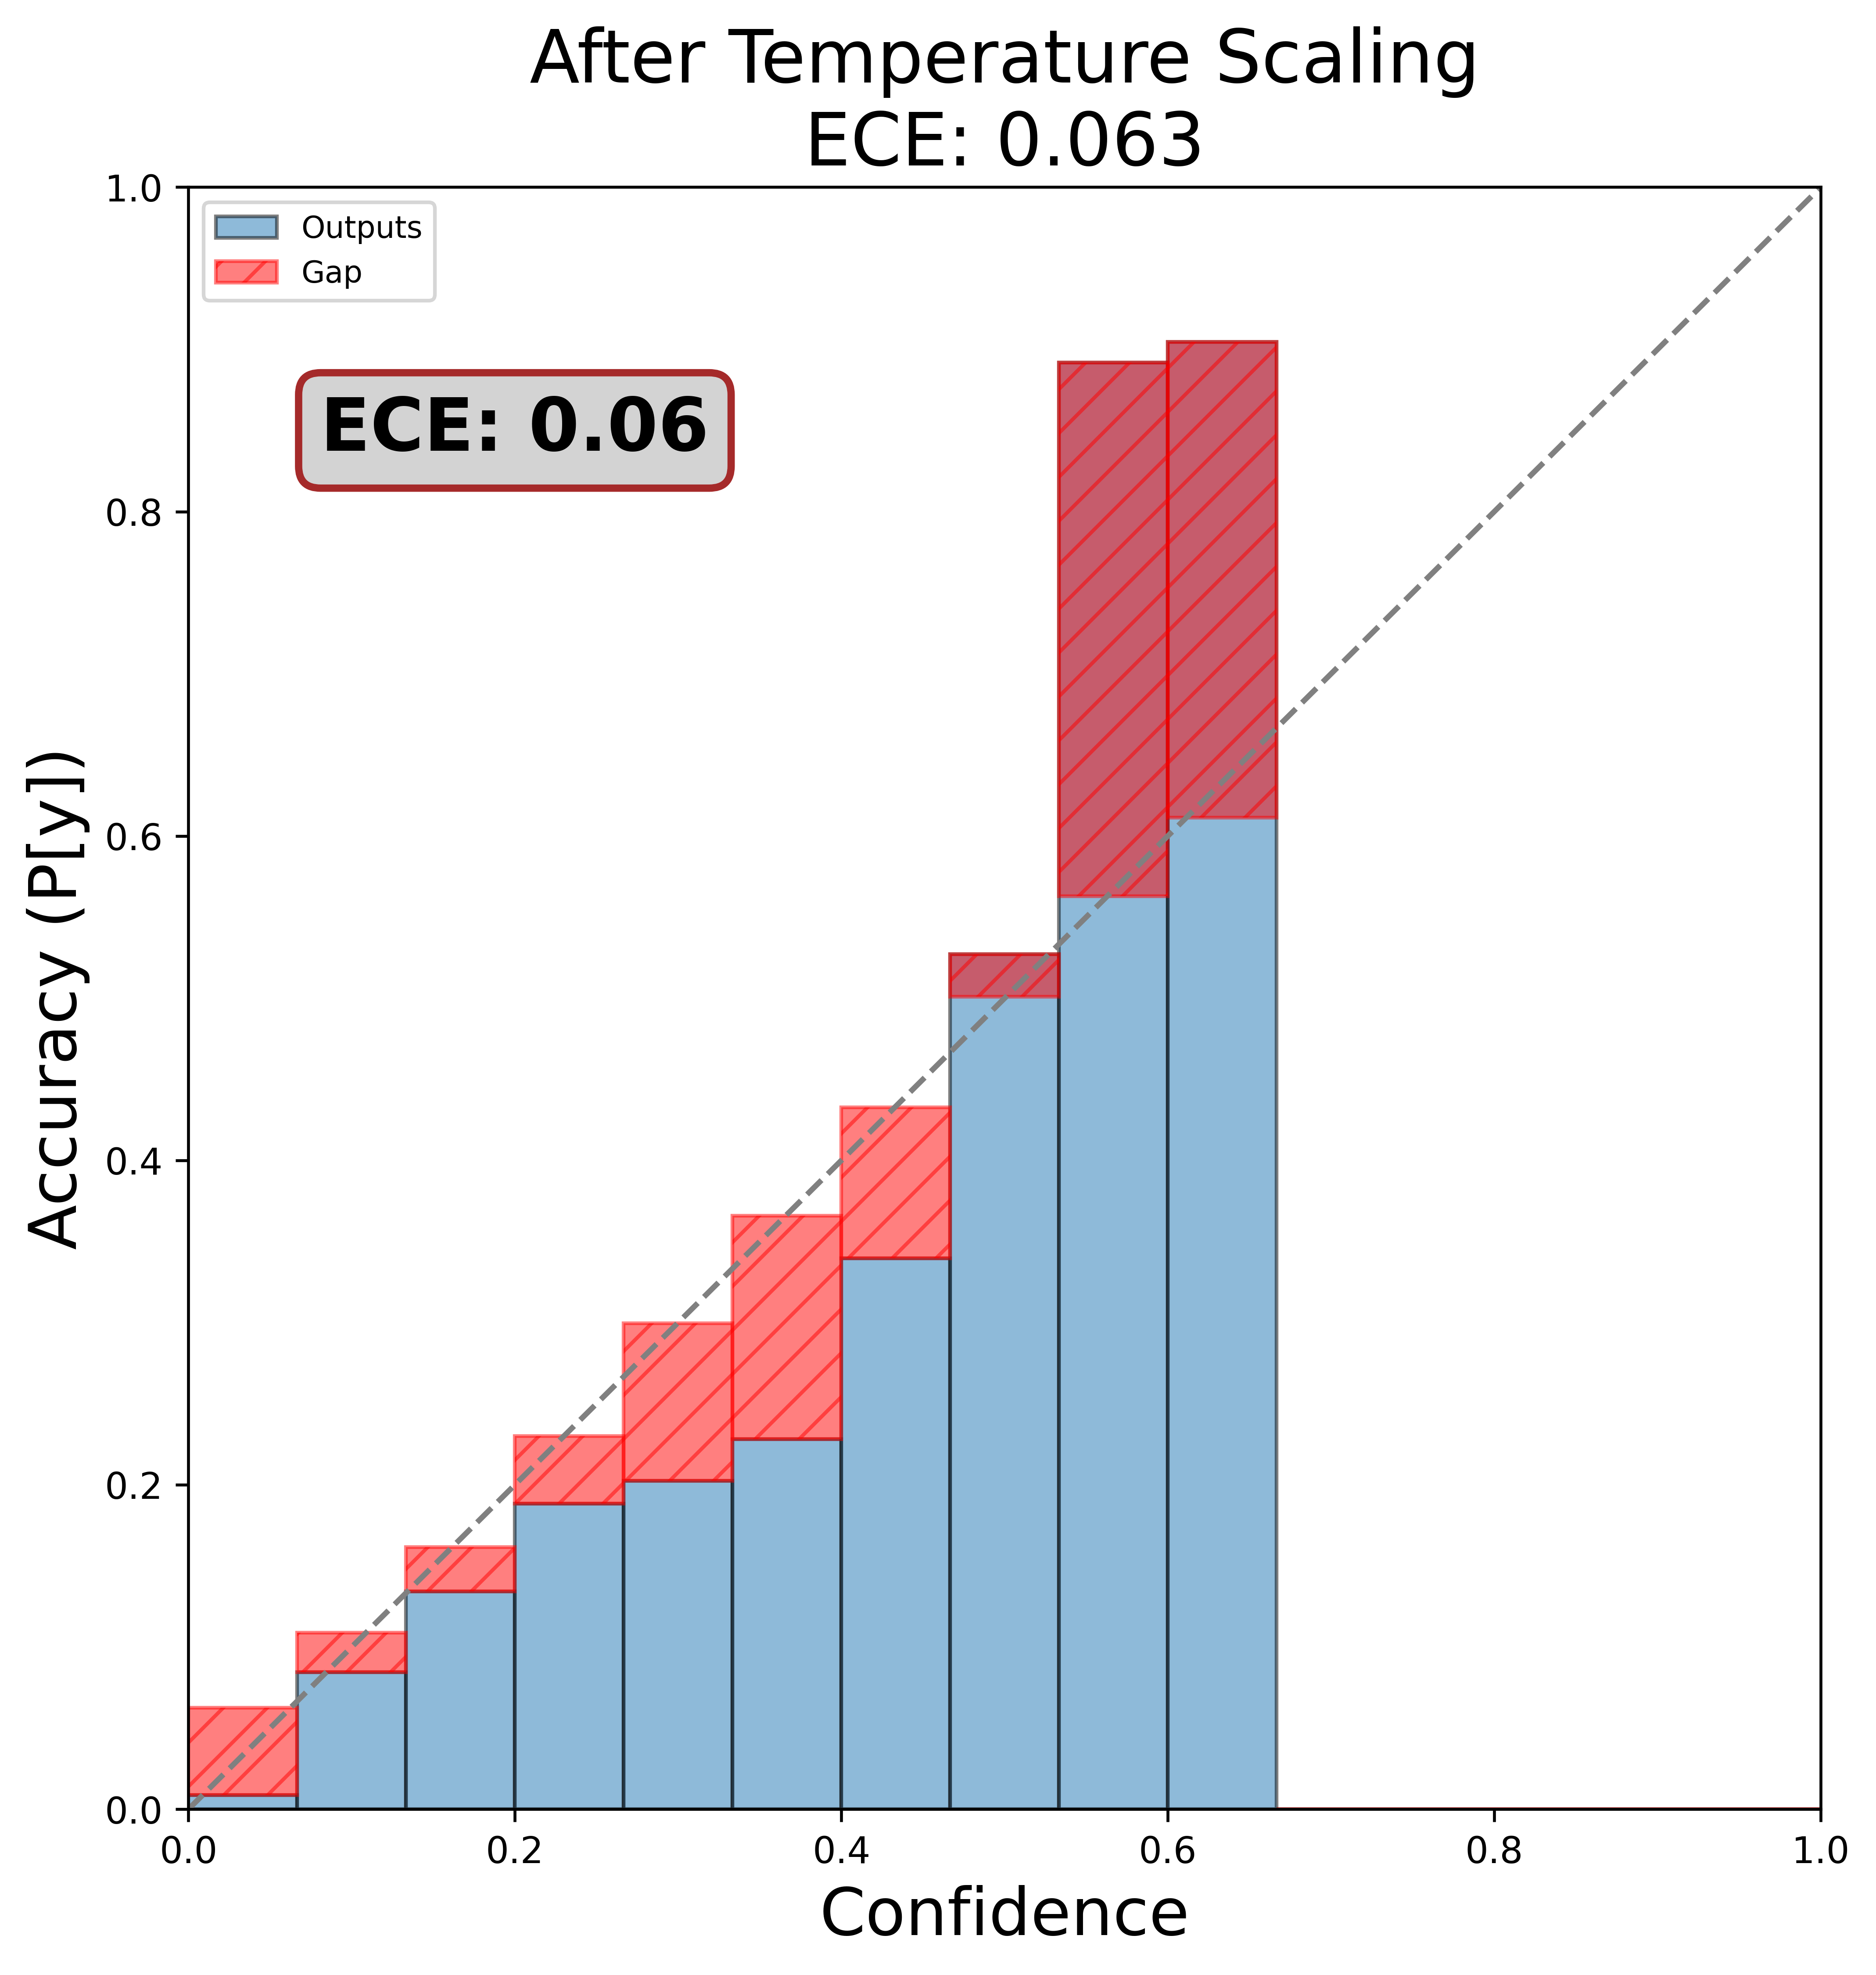 After Temperature Scaling
ECE: 0.063
1.0
Outputs
Gap
ECE: 0.06
0.8
0.6
0.4
0.2
0.0
Accuracy (P[y])
0.0 0.2 0.4 0.6 0.8 1.0
Confidence